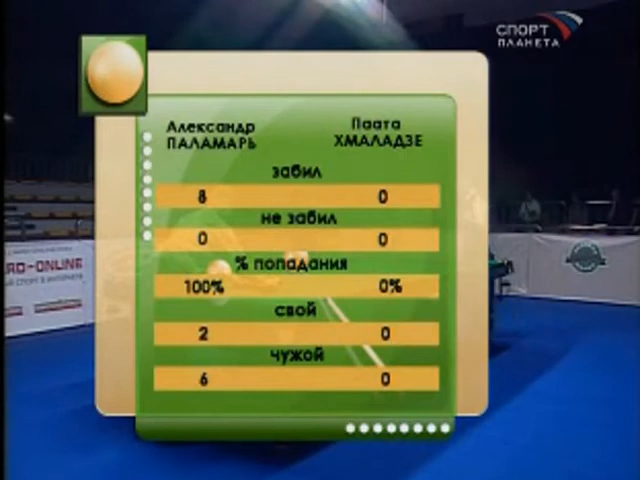 СПОРТ
ПЛАНЕТА
Александр Паата
ПАЛАМАРЬ ХМАЛАДЗЕ
забил
8 0
не забил
0 0
% попадания
100% 0%
свой
2 0
чужой
6 0
RD-ONLINE